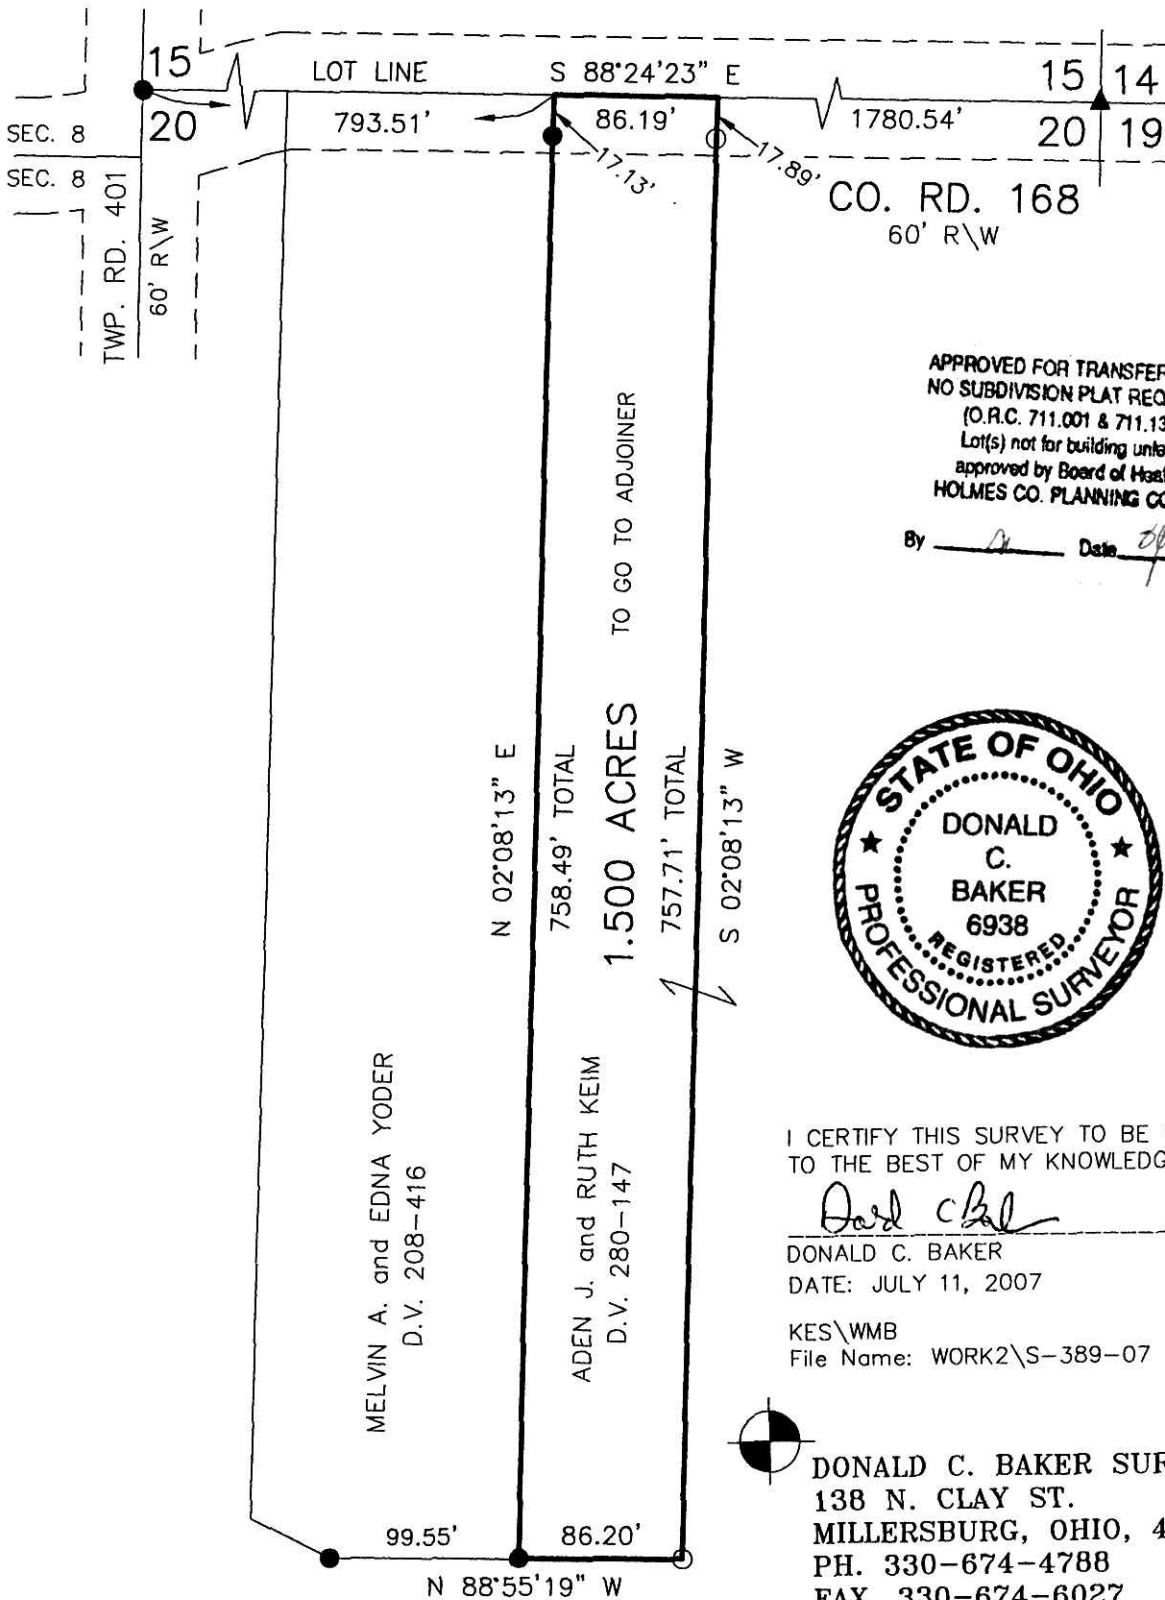 15
LOT LINE
S 88°24'23" E
15
14
SEC. 8
20
793.51'
86.19'
1780.54'
20
19
SEC. 8
17.13'
17.89'
CO. RD. 168
60' R\W
TWP. RD. 401
60' R\W
APPROVED FOR TRANSFER
NO SUBDIVISION PLAT REQ
(O.R.C. 711.001 & 711.13
Lot(s) not for building unle
approved by Board of Heal
HOLMES CO. PLANNING CO
By Date
TO GO TO ADJOINER
1.500 ACRES
N 02°08'13" E
758.49' TOTAL
757.71' TOTAL
S 02°08'13" W
STATE OF OHIO
DONALD
C.
BAKER
6938
REGISTERED
PROFESSIONAL SURVEYOR
MELVIN A. and EDNA YODER
D.V. 208-416
ADEN J. and RUTH KEIM
D.V. 280-147
I CERTIFY THIS SURVEY TO BE
TO THE BEST OF MY KNOWLEDG
DONALD C. BAKER
DATE: JULY 11, 2007
KES\WMB
File Name: WORK2\S-389-07
99.55'
86.20'
N 88°55'19" W
DONALD C. BAKER SUR
138 N. CLAY ST.
MILLERSBURG, OHIO, 4
PH. 330-674-4788
FAX 330-674-6027